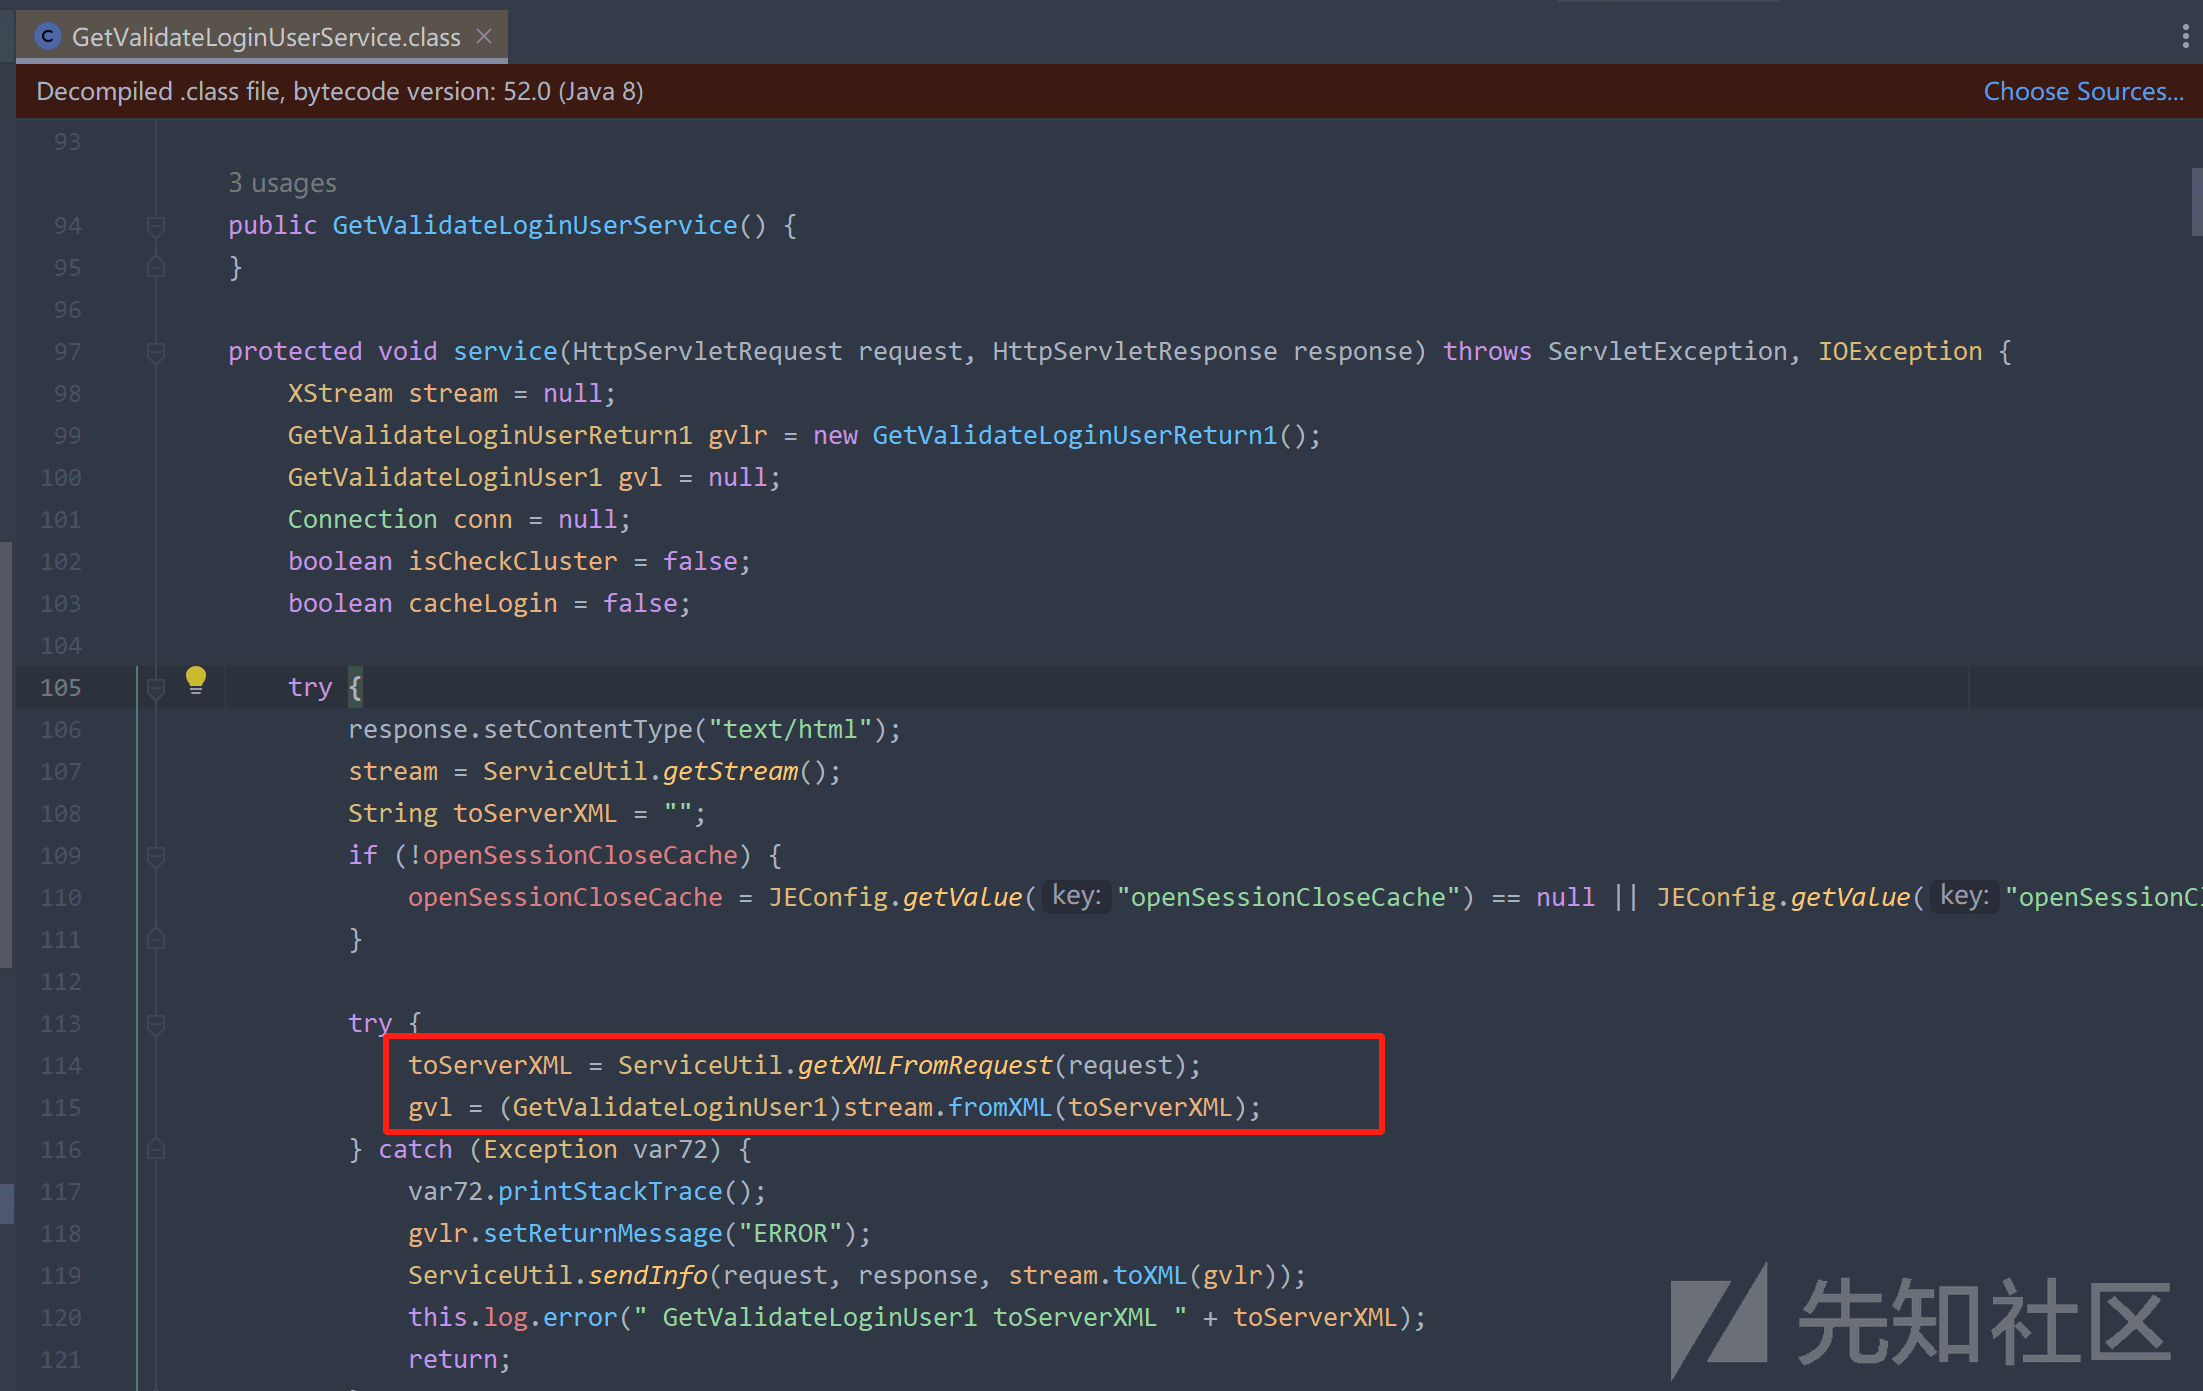 GetValidateLoginUserService.class
Decompiled .class file, bytecode version: 52.0 (Java 8)
Choose Sources...
93
3 usages
94 public GetValidateLoginUserService() {
95 }
96
97 protected void service(HttpServletRequest request, HttpServletResponse response) throws ServletException, IOException {
98 XStream stream = null;
99 GetValidateLoginUserReturn1 gvlr = new GetValidateLoginUserReturn1();
100 GetValidateLoginUser1 gvl = null;
101 Connection conn = null;
102 boolean isCheckCluster = false;
103 boolean cacheLogin = false;
104
105 try {
106 response.setContentType("text/html");
107 stream = ServiceUtil.getStream();
108 String toServerXML = "";
109 if (!openSessionCloseCache) {
110 openSessionCloseCache = JEConfig.getValue( key: "openSessionCloseCache") == null || JEConfig.getValue( key: "openSessionCl
111 }
112
113 try {
114 toServerXML = ServiceUtil.getXMLFromRequest(request);
115 gvl = (GetValidateLoginUser1)stream.fromXML(toServerXML);
116 } catch (Exception var72) {
117 var72.printStackTrace();
118 gvlr.setReturnMessage("ERROR");
119 ServiceUtil.sendInfo(request, response, stream.toXML(gvlr));
120 this.log.error(" GetValidateLoginUser1 toServerXML " + toServerXML);
121 return;
先知社区